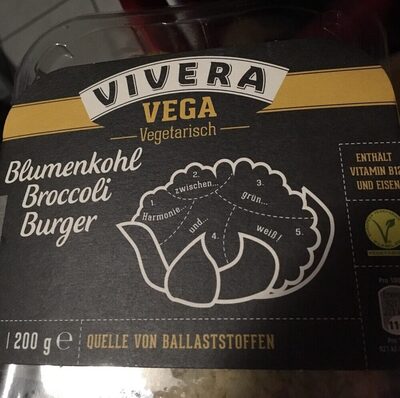 VIVERA
VEGA
Vegetarisch
Blumenkohl
Broccoli
Burger
ENTHÄLT
VITAMIN B12
UND EISEN
1.
Harmonie...
2.
zwischen...
3.
grün...
und...
4.
weiß!
5.
200 g e
QUELLE VON BALLASTSTOFFEN